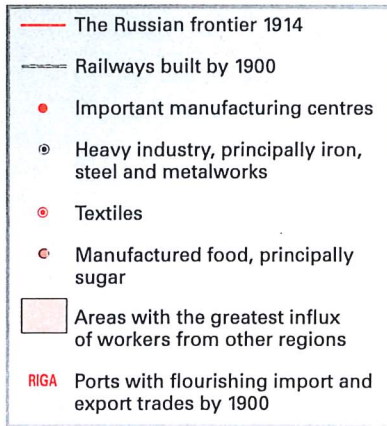 The Russian frontier 1914
Railways built by 1900
Important manufacturing centres
Heavy industry, principally iron,
steel and metalworks
Textiles
Manufactured food, principally
sugar
Areas with the greatest influx
of workers from other regions
RIGA Ports with flourishing import and
export trades by 1900